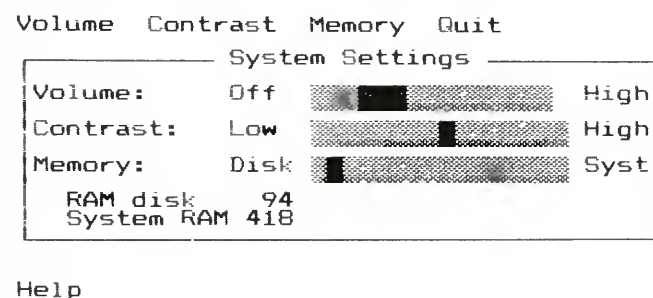 Volume Contrast Memory Quit
System Settings
Volume: Off High
Contrast: Low High
Memory: Disk Syst
RAM disk 94
System RAM 418
Help